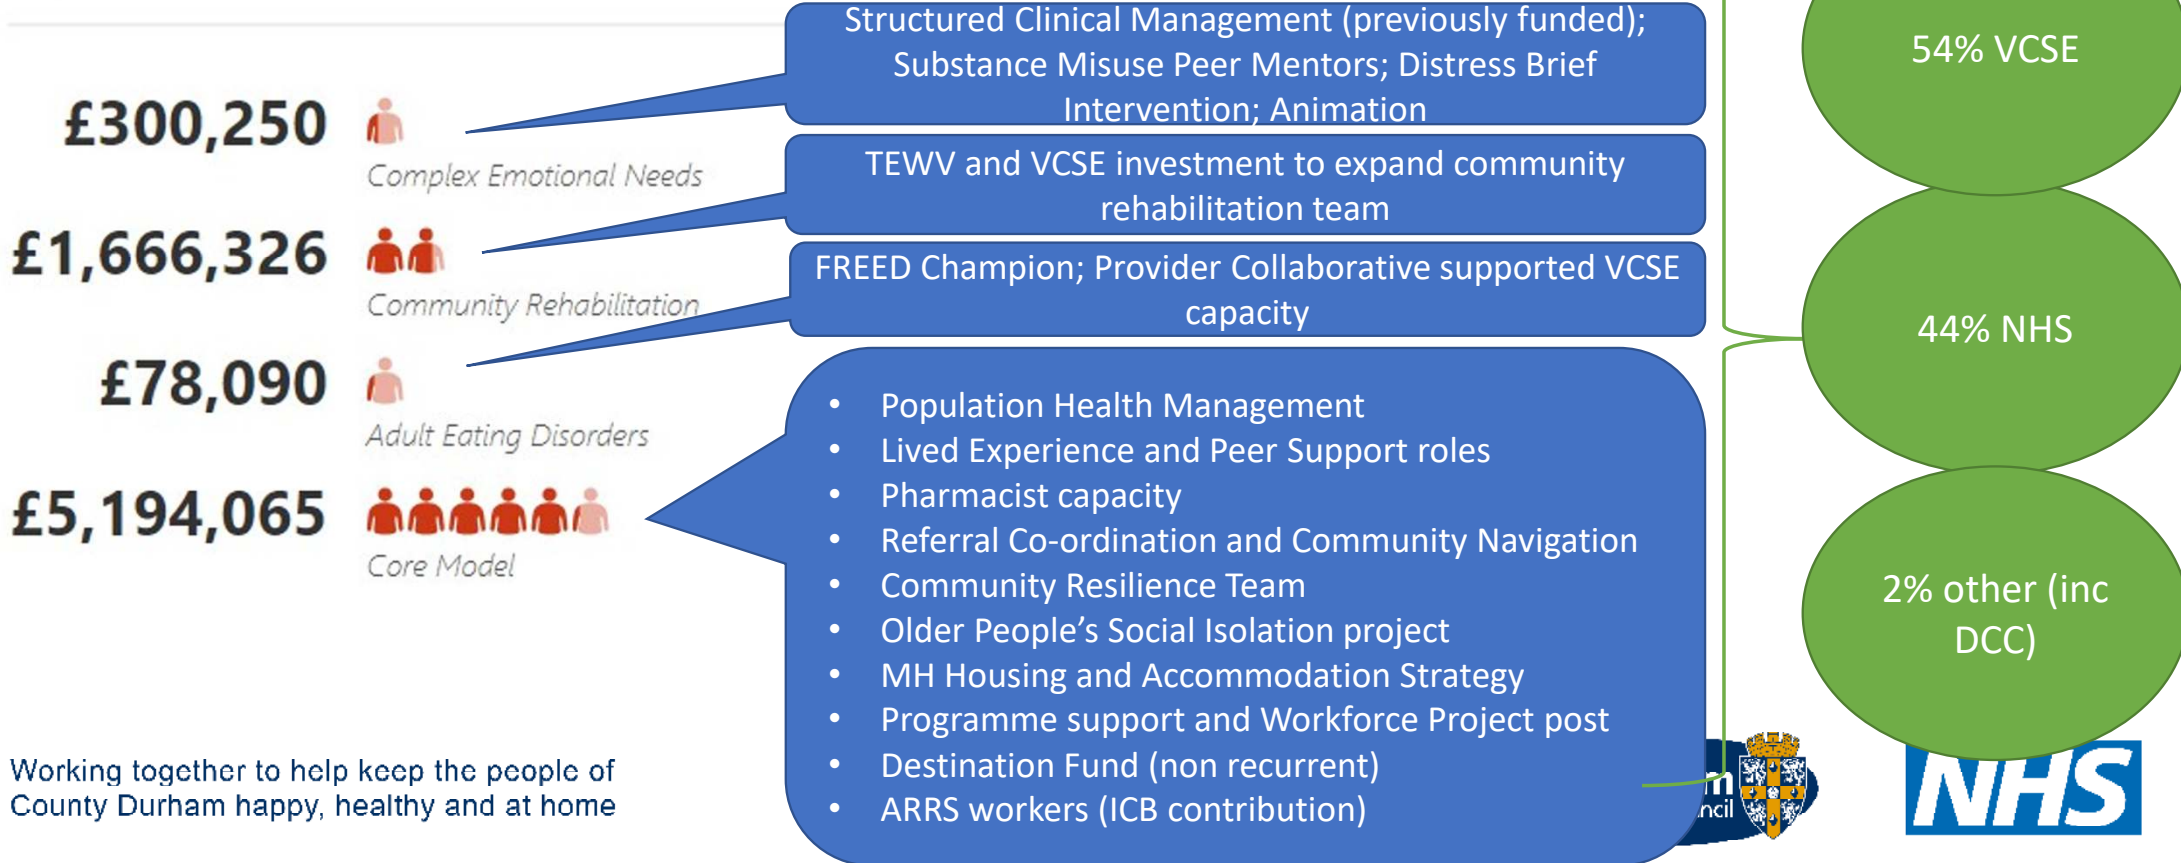 £300,250
Complex Emotional Needs
£1,666,326
Community Rehabilitation
£78,090
Adult Eating Disorders
£5,194,065
Core Model
Structured Clinical Management (previously funded);
Substance Misuse Peer Mentors; Distress Brief
Intervention; Animation
TEWV and VCSE investment to expand community
rehabilitation team
FREED Champion; Provider Collaborative supported VCSE
capacity
• Population Health Management
• Lived Experience and Peer Support roles
• Pharmacist capacity
• Referral Co-ordination and Community Navigation
• Community Resilience Team
• Older People’s Social Isolation project
• MH Housing and Accommodation Strategy
• Programme support and Workforce Project post
• Destination Fund (non recurrent)
• ARRS workers (ICB contribution)
54% VCSE
44% NHS
2% other (inc
DCC)
Working together to help keep the people of
County Durham happy, healthy and at home
m
ncil
NHS